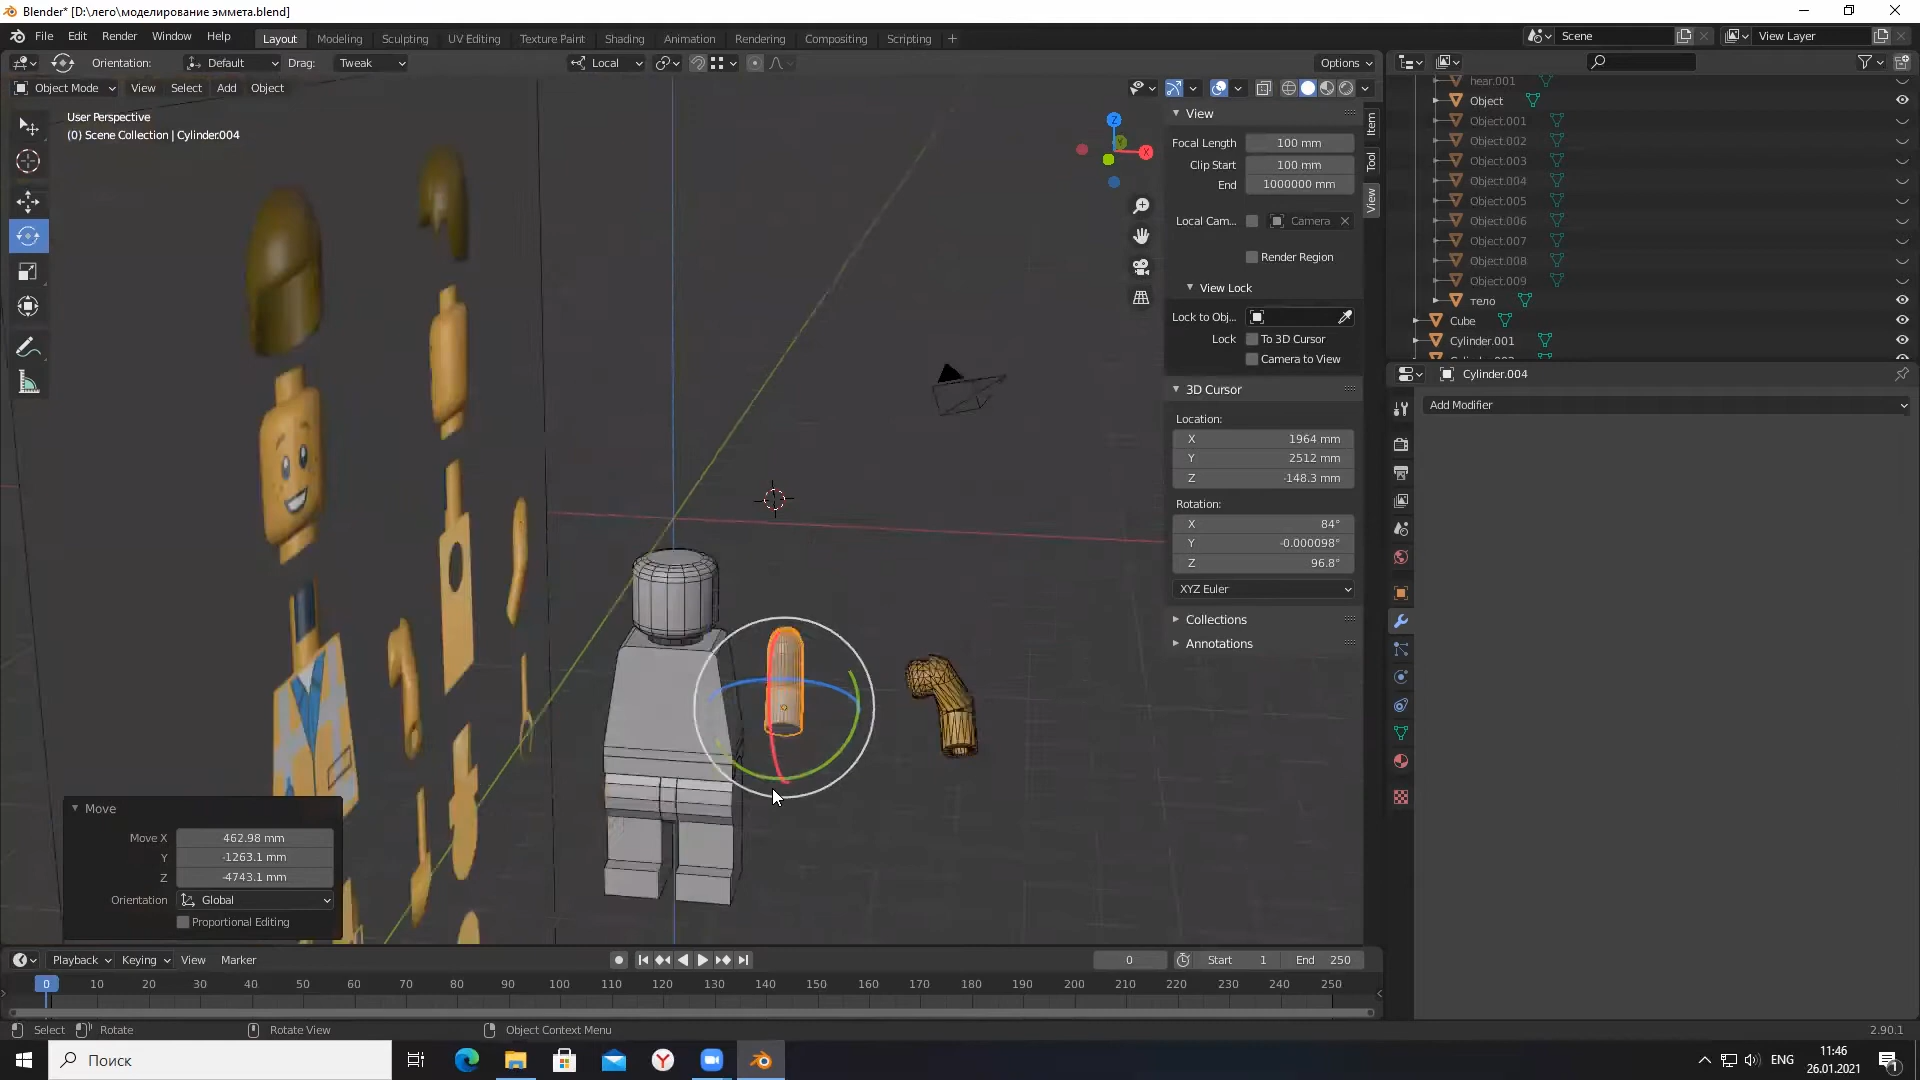 Blender* [D:\лего\моделирование эммета.blend]
File Edit Render Window Help
Layout Modeling Sculpting UV Editing Texture Paint Shading Animation Rendering Compositing Scripting +
Scene
View Layer
Orientation: Default Drag: Tweak
Local
Options
Object Mode View Select Add Object
User Perspective
(0) Scene Collection | Cylinder.004
Z
X
View
Focal Length 100 mm
Clip Start 100 mm
End 1000000 mm
Local Cam... Camera
Render Region
View Lock
Lock to Obj...
Lock To 3D Cursor
Camera to View
3D Cursor
Location:
X 1964 mm
Y 2512 mm
Z -148.3 mm
Rotation:
X 84°
Y -0.000098°
Z 96.8°
XYZ Euler
Collections
Annotations
Item
Tool
View
hear.001
Object
Object.001
Object.002
Object.003
Object.004
Object.005
Object.006
Object.007
Object.008
Object.009
тело
Cube
Cylinder.001
Cylinder.004
Add Modifier
Move
Move X 462.98 mm
Y -1263.1 mm
Z -4743.1 mm
Orientation Global
Proportional Editing
Playback Keying View Marker
0
Start 1
End 250
0 10 20 30 40 50 60 70 80 90 100 110 120 130 140 150 160 170 180 190 200 210 220 230 240 250
Select Rotate Rotate View Object Context Menu
2.90.1
Поиск
ENG
11:46
26.01.2021
1